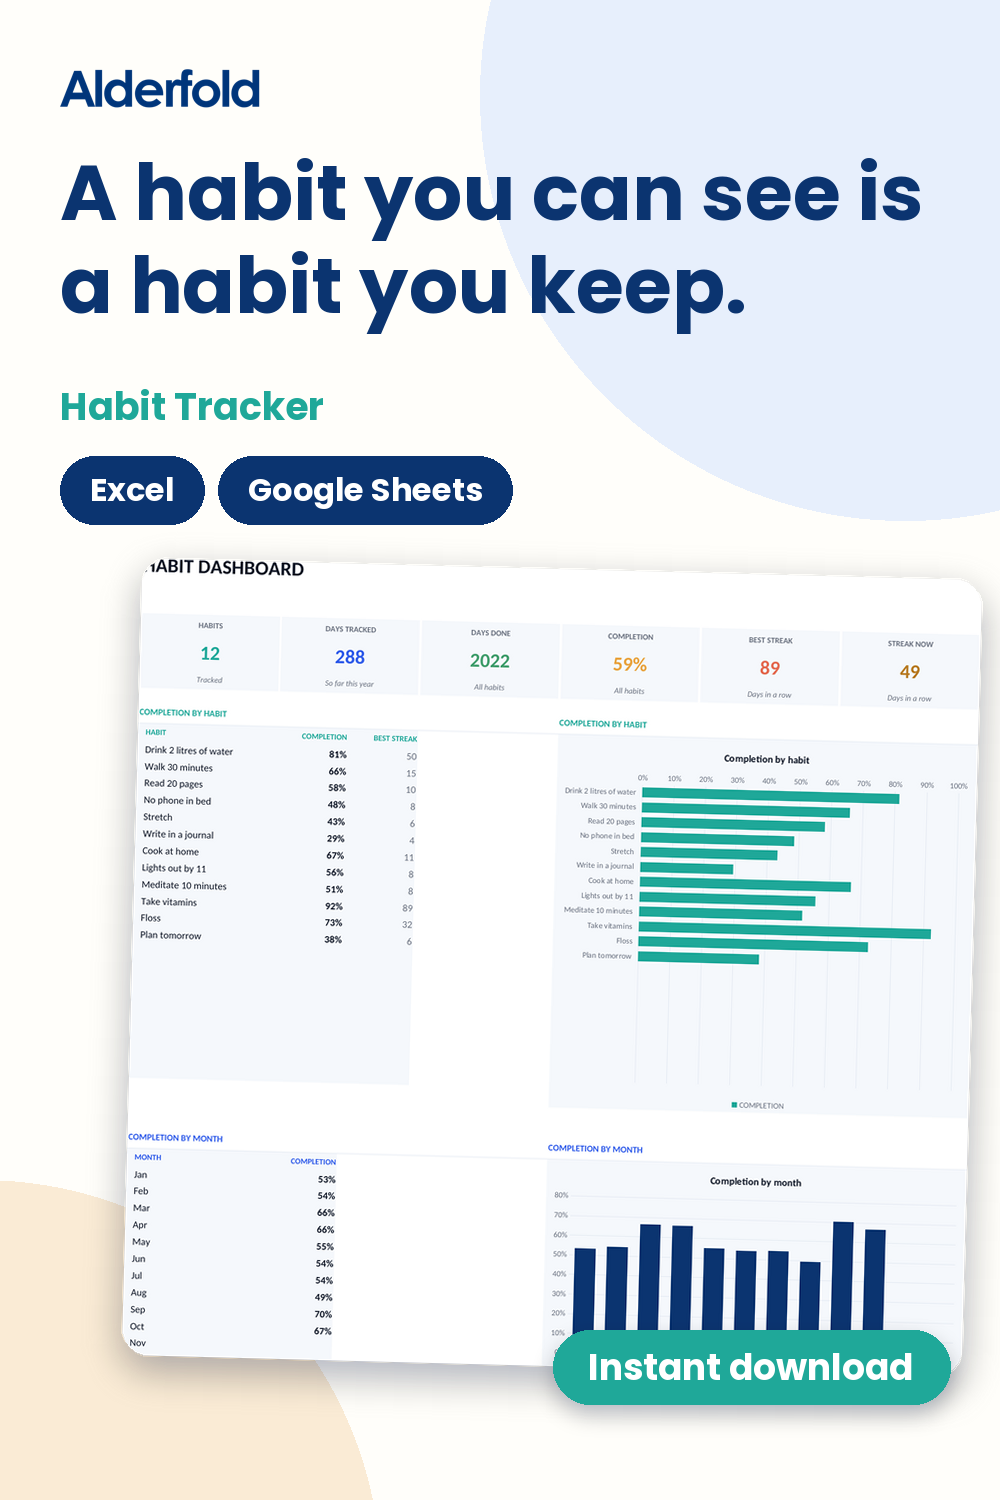 Alderfold
A habit you can see is
a habit you keep.
Habit Tracker
Excel
Google Sheets
HABIT DASHBOARD
HABITS
12
Tracked
DAYS TRACKED
288
So far this year
DAYS DONE
2022
All habits
COMPLETION
59%
All habits
BEST STREAK
89
Days in a row
STREAK NOW
49
Days in a row
COMPLETION BY HABIT
HABIT COMPLETION BEST STREAK
Drink 2 litres of water 81% 50
Walk 30 minutes 66% 15
Read 20 pages 58% 10
No phone in bed 48% 8
Stretch 43% 6
Write in a journal 29% 4
Cook at home 67% 11
Lights out by 11 56% 8
Meditate 10 minutes 51% 8
Take vitamins 92% 89
Floss 73% 32
Plan tomorrow 38% 6
COMPLETION BY HABIT
Completion by habit
0% 10% 20% 30% 40% 50% 60% 70% 80% 90% 100%
Drink 2 litres of water
Walk 30 minutes
Read 20 pages
No phone in bed
Stretch
Write in a journal
Cook at home
Lights out by 11
Meditate 10 minutes
Take vitamins
Floss
Plan tomorrow
COMPLETION
COMPLETION BY MONTH
MONTH COMPLETION
Jan 53%
Feb 54%
Mar 66%
Apr 66%
May 55%
Jun 54%
Jul 54%
Aug 49%
Sep 70%
Oct 67%
Nov
COMPLETION BY MONTH
Completion by month
80%
70%
60%
50%
40%
30%
20%
10%
Instant download